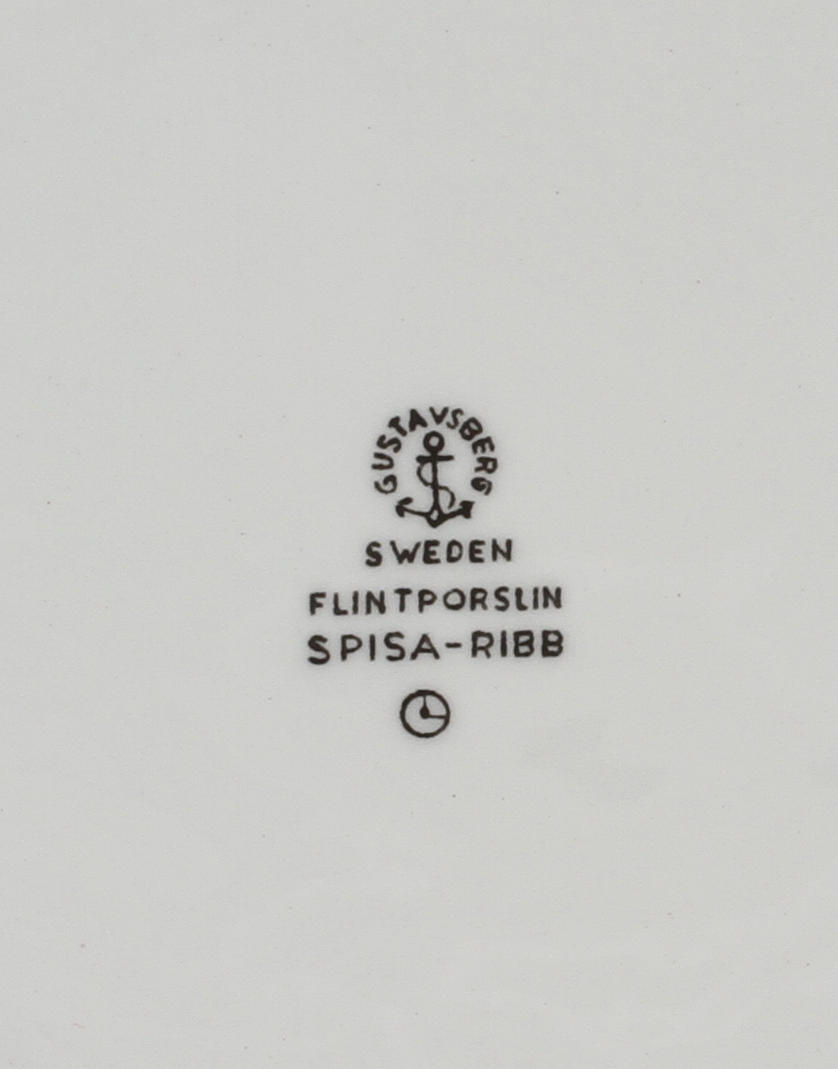 GUSTAVSBERG
SWEDEN
FLINTPORSLIN
SPISA-RIBB